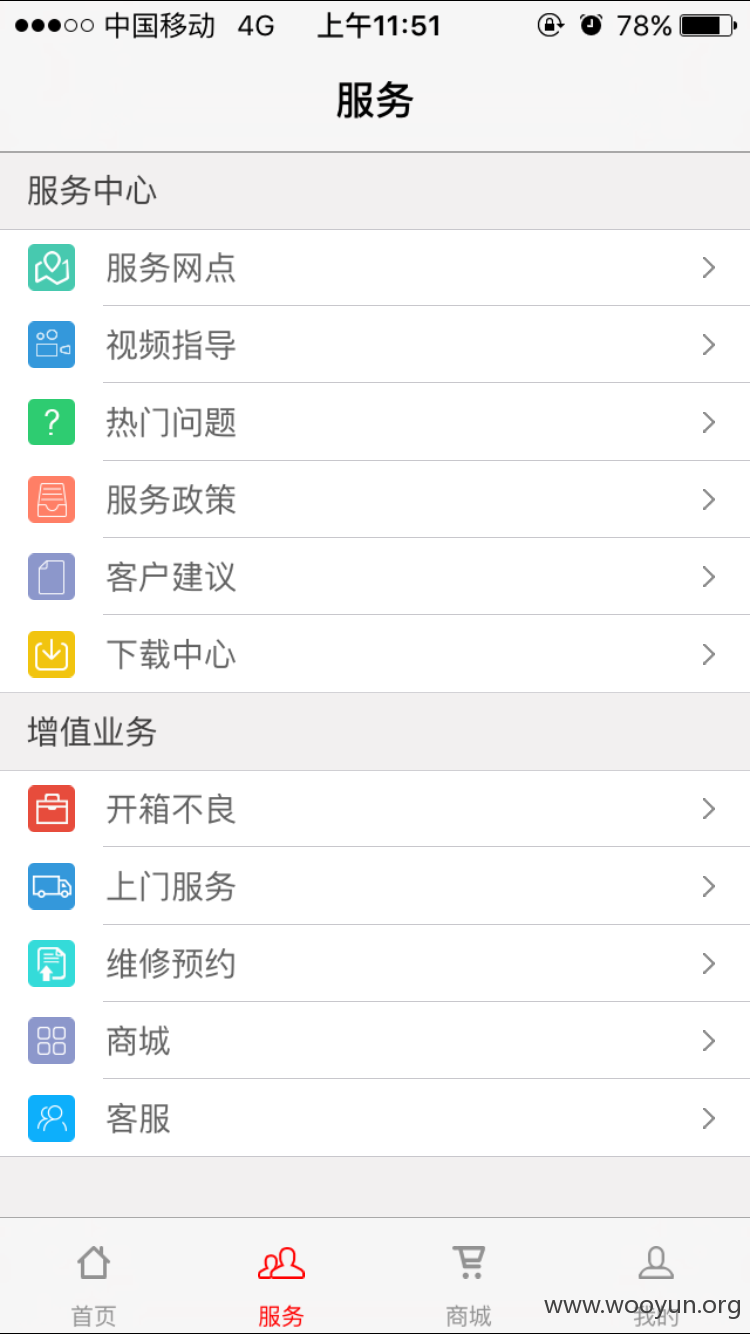 中国移动 4G 上午11:51 78%
服务
服务中心
服务网点
视频指导
?
热门问题
服务政策
客户建议
下载中心
增值业务
开箱不良
上门服务
维修预约
商城
客服
首页 服务 商城 我的
www.wooyun.org